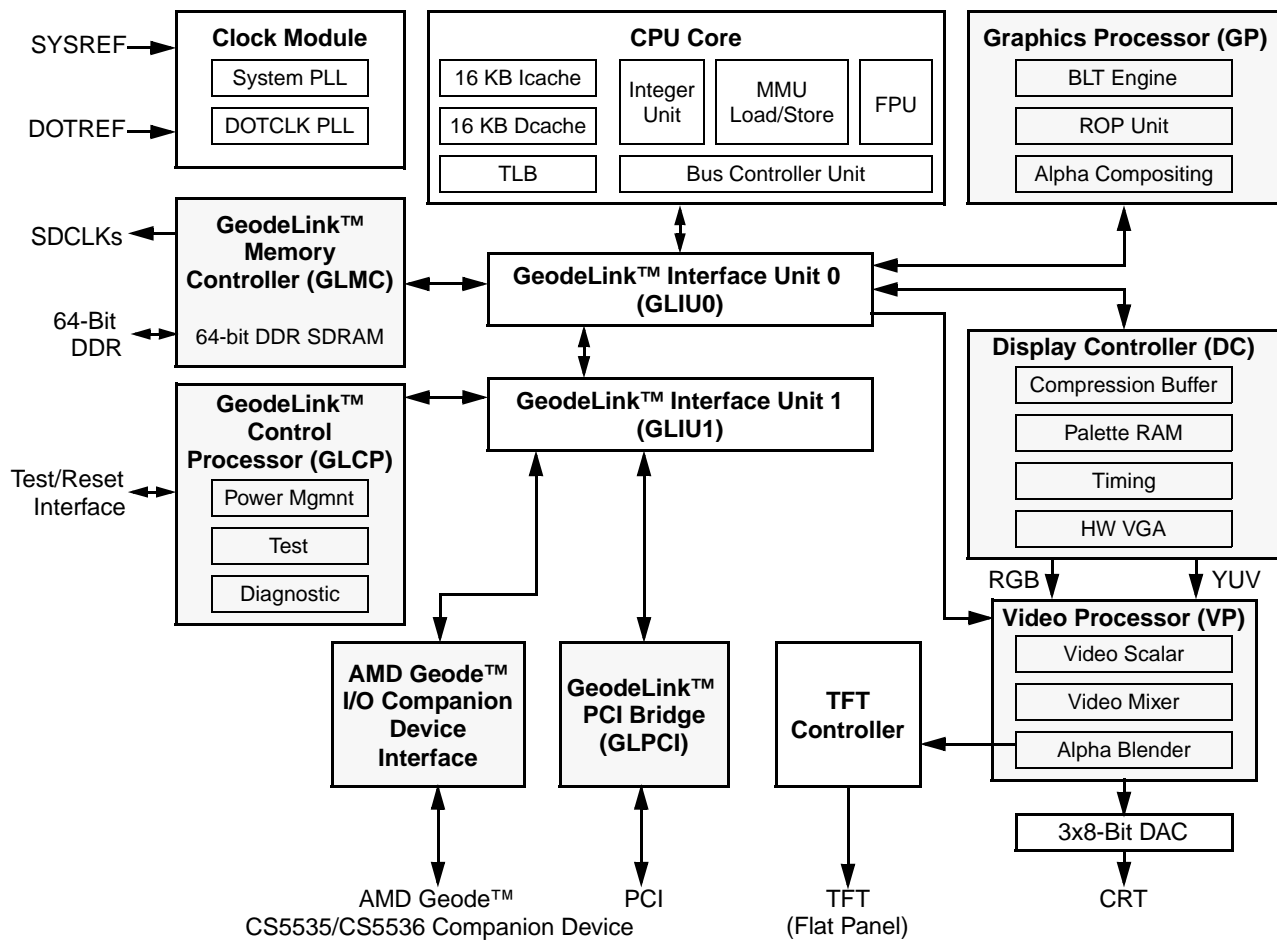 SYSREF
DOTREF
Clock Module
System PLL
DOTCLK PLL
CPU Core
16 KB Icache
16 KB Dcache
TLB
Integer
Unit
MMU
Load/Store
FPU
Bus Controller Unit
Graphics Processor (GP)
BLT Engine
ROP Unit
Alpha Compositing
SDCLKs
64-Bit
DDR
GeodeLink™
Memory
Controller (GLMC)
64-bit DDR SDRAM
GeodeLink™ Interface Unit 0
(GLIU0)
GeodeLink™ Interface Unit 1
(GLIU1)
Display Controller (DC)
Compression Buffer
Palette RAM
Timing
HW VGA
Test/Reset
Interface
GeodeLink™
Control
Processor (GLCP)
Power Mgmnt
Test
Diagnostic
RGB
YUV
Video Processor (VP)
Video Scalar
Video Mixer
Alpha Blender
AMD Geode™
I/O Companion
Device
Interface
GeodeLink™
PCI Bridge
(GLPCI)
TFT
Controller
3x8-Bit DAC
AMD Geode™
CS5535/CS5536 Companion Device
PCI
TFT
(Flat Panel)
CRT